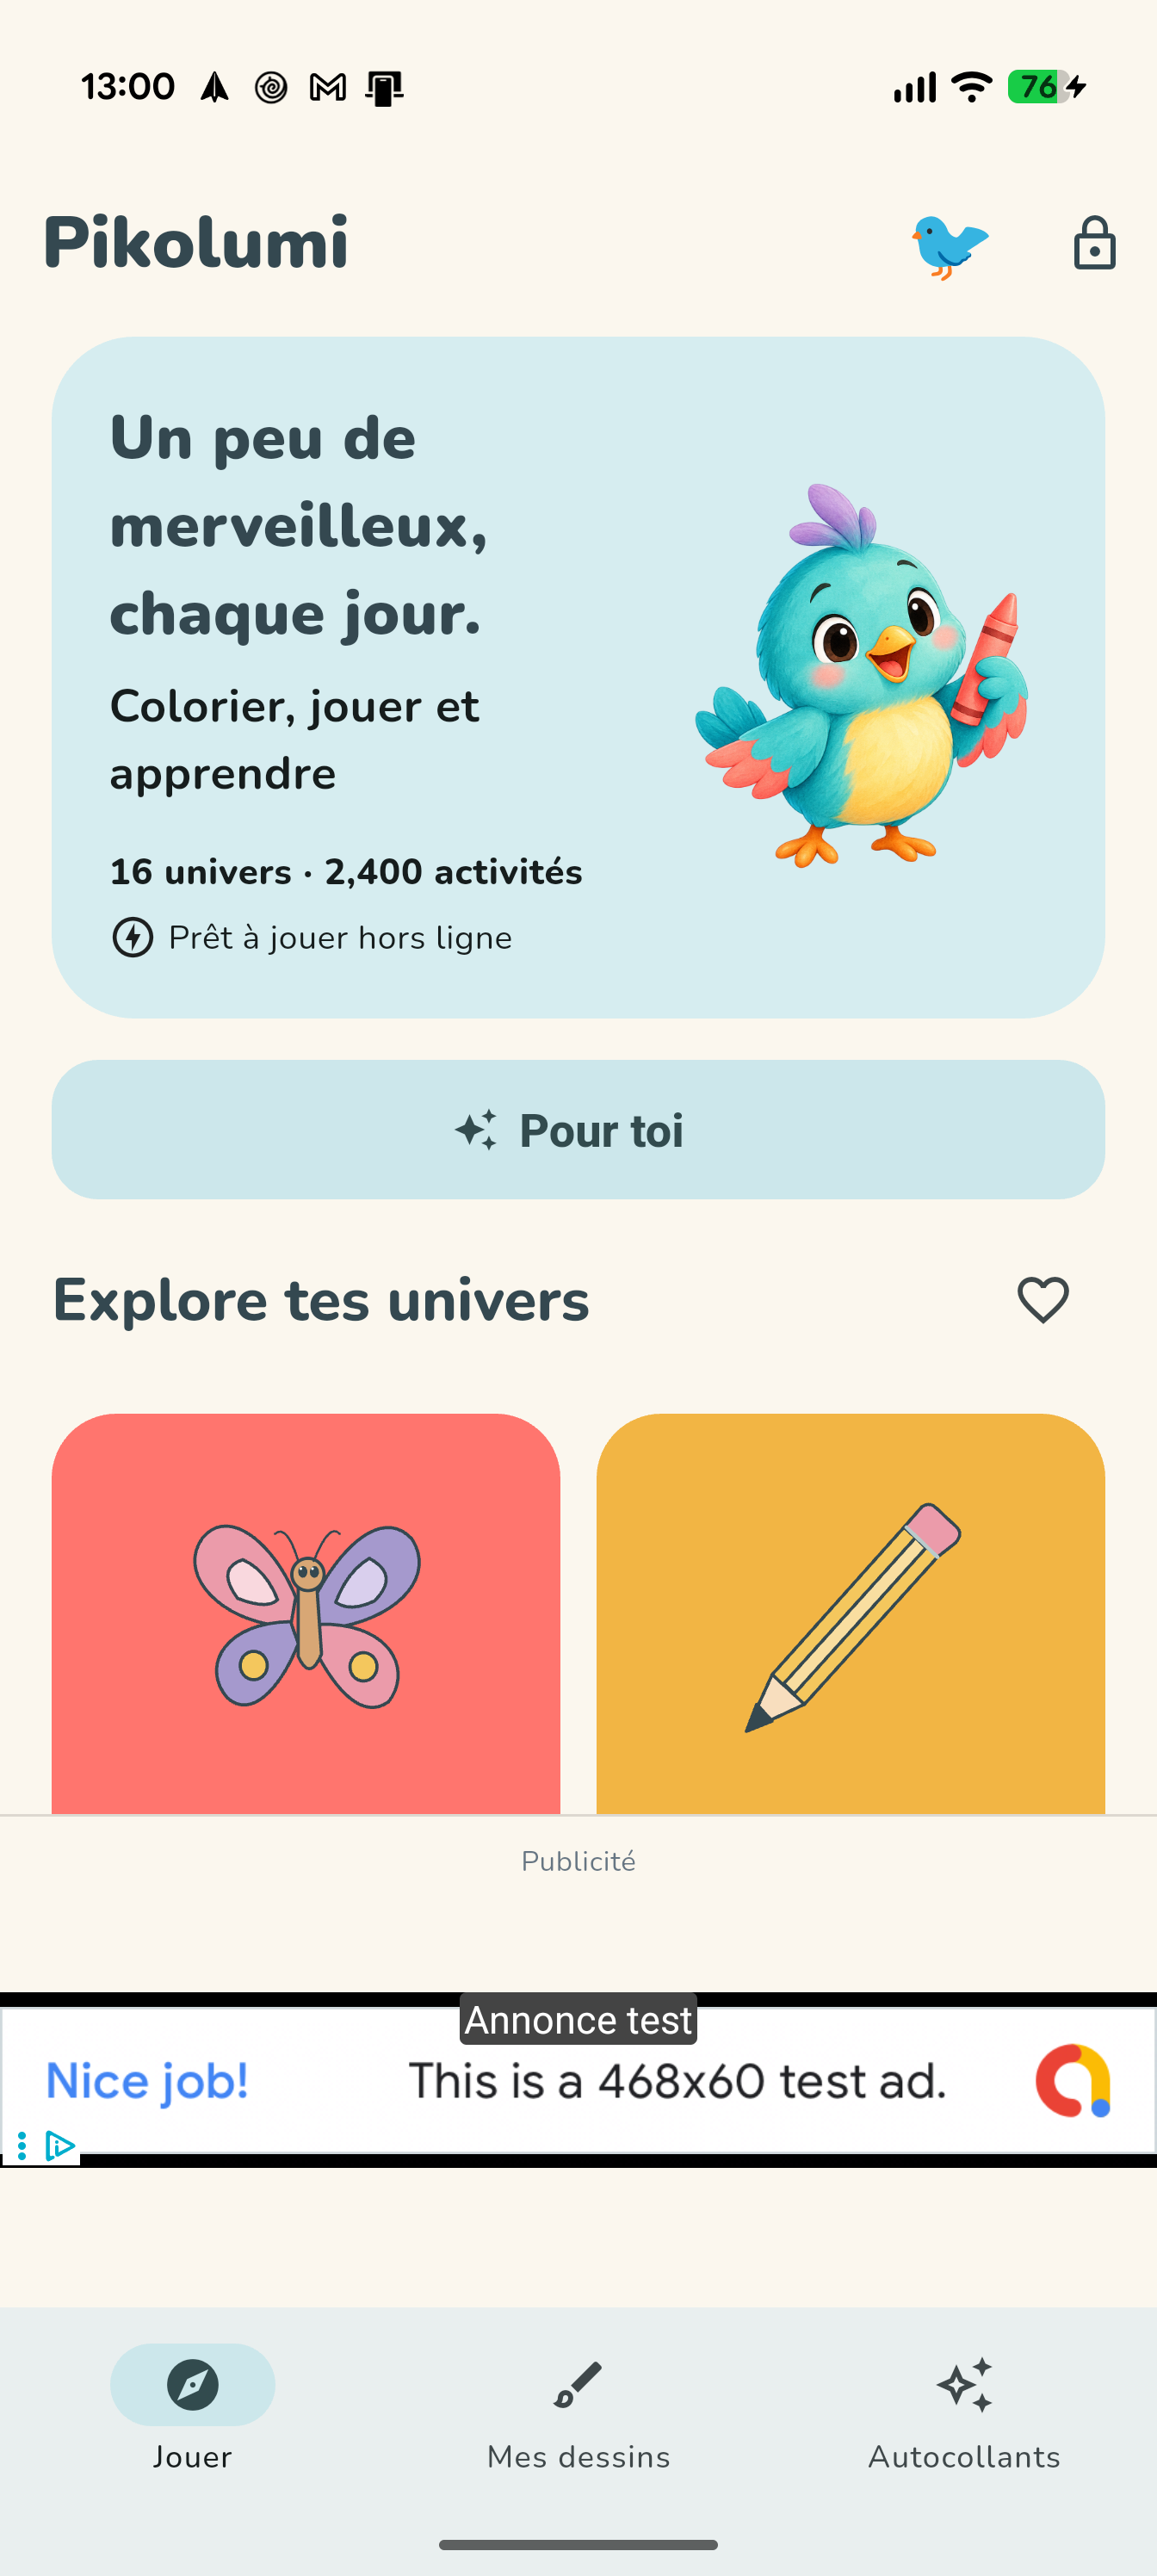 13:00
76
Pikolumi
Un peu de
merveilleux,
chaque jour.
Colorier, jouer et
apprendre
16 univers · 2,400 activités
Prêt à jouer hors ligne
Pour toi
Explore tes univers
Publicité
Annonce test
Nice job!
This is a 468x60 test ad.
Jouer
Mes dessins
Autocollants